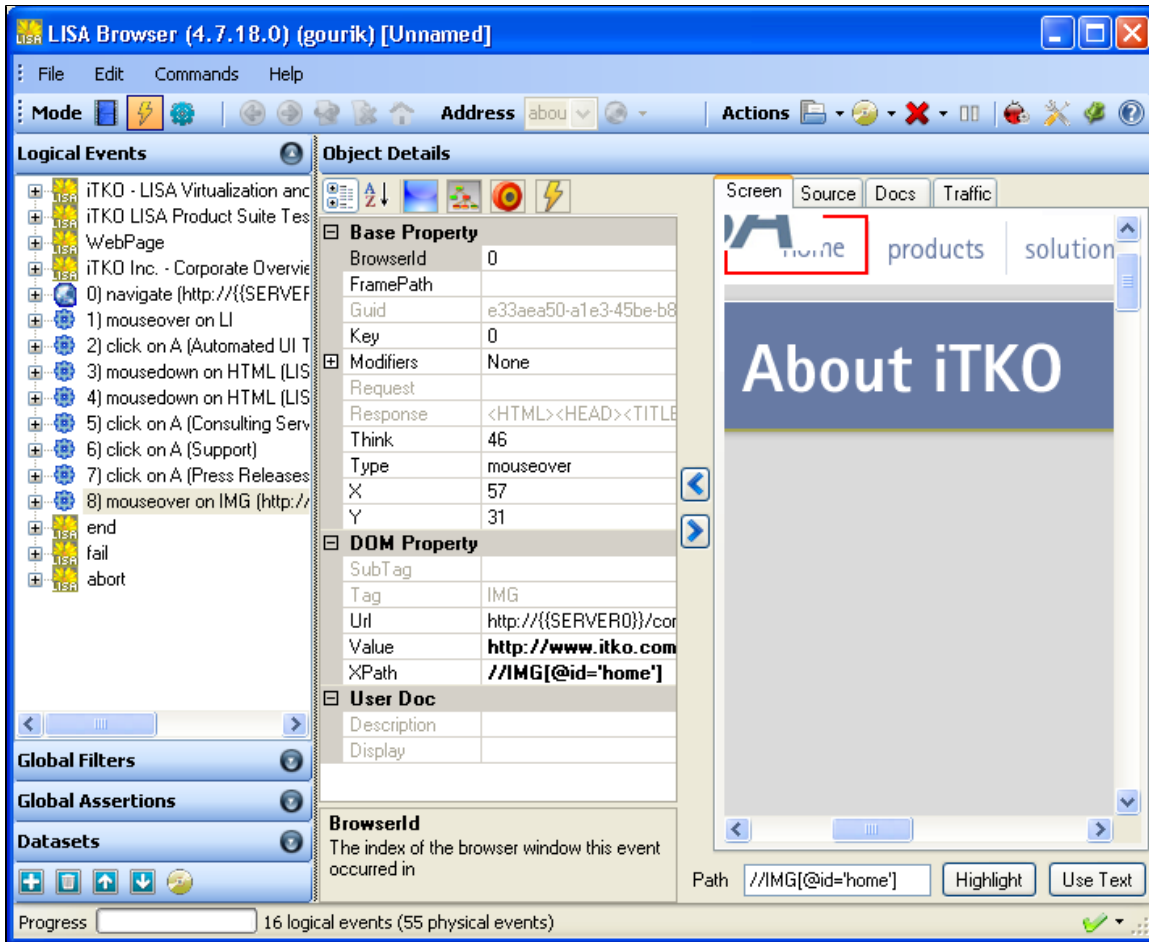 LISA Browser (4.7.18.0) (gourik) [Unnamed]
File Edit Commands Help
Mode Address abou Actions
Logical Events
iTKO - LISA Virtualization and
iTKO LISA Product Suite Tes
WebPage
iTKO Inc. - Corporate Overvie
0) navigate (http://{{SERVER
1) mouseover on LI
2) click on A (Automated UI T
3) mousedown on HTML (LIS
4) mousedown on HTML (LIS
5) click on A (Consulting Serv
6) click on A (Support)
7) click on A (Press Releases
8) mouseover on IMG (http://
end
fail
abort
Global Filters
Global Assertions
Datasets
Object Details
Base Property
BrowserId 0
FramePath
Guid e33aea50-a1e3-45be-b8
Key 0
Modifiers None
Request
Response <HTML><HEAD><TITLE
Think 46
Type mouseover
X 57
Y 31
DOM Property
SubTag
Tag IMG
Url http://{{SERVER0}}/cor
Value http://www.itko.com
XPath //IMG[@id='home']
User Doc
Description
Display
BrowserId
The index of the browser window this event
occurred in
Screen Source Docs Traffic
home products solution
About iTKO
Path //IMG[@id='home'] Highlight Use Text
Progress 16 logical events (55 physical events)